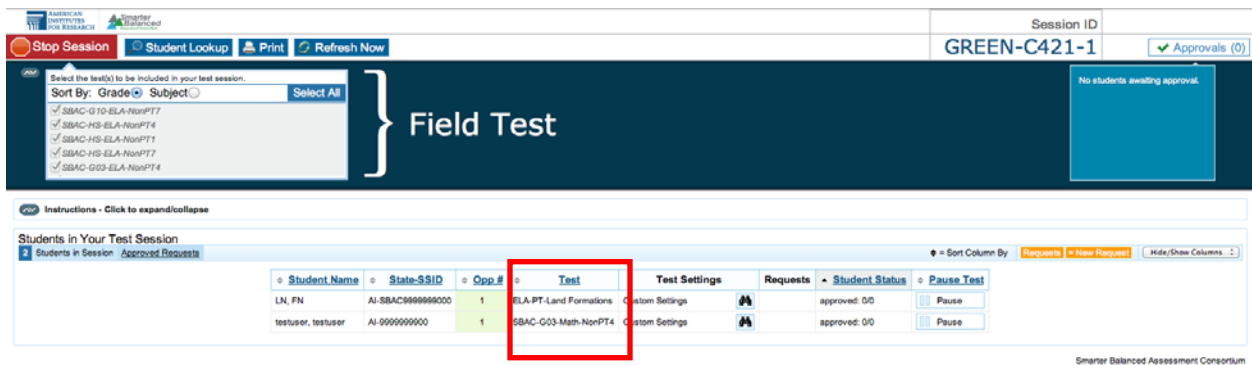 AMERICAN
INSTITUTES
FOR RESEARCH
Smarter
Balanced
Session ID
Stop Session
Student Lookup
Print
Refresh Now
GREEN-C421-1
Approvals (0)
Select the test(s) to be included in your test session.
Sort By: Grade Subject
Select All
SBAC-G10-ELA-NonPT7
SBAC-HS-ELA-NonPT4
SBAC-HS-ELA-NonPT1
SBAC-HS-ELA-NonPT7
SBAC-G03-ELA-NonPT4
Field Test
No students awaiting approval.
Instructions - Click to expand/collapse
Students in Your Test Session
2 Students in Session Approved Requests
= Sort Column By
Requests = New Request
Hide/Show Columns
Student Name State-SSID Opp # Test Test Settings Requests Student Status Pause Test
LN, FN AI-SBAC9999999000 1 ELA-PT-Land Formations Custom Settings approved: 0/0 Pause
testuser, testuser AI-9999999900 1 SBAC-G03-Math-NonPT4 Custom Settings approved: 0/0 Pause
Smarter Balanced Assessment Consortium